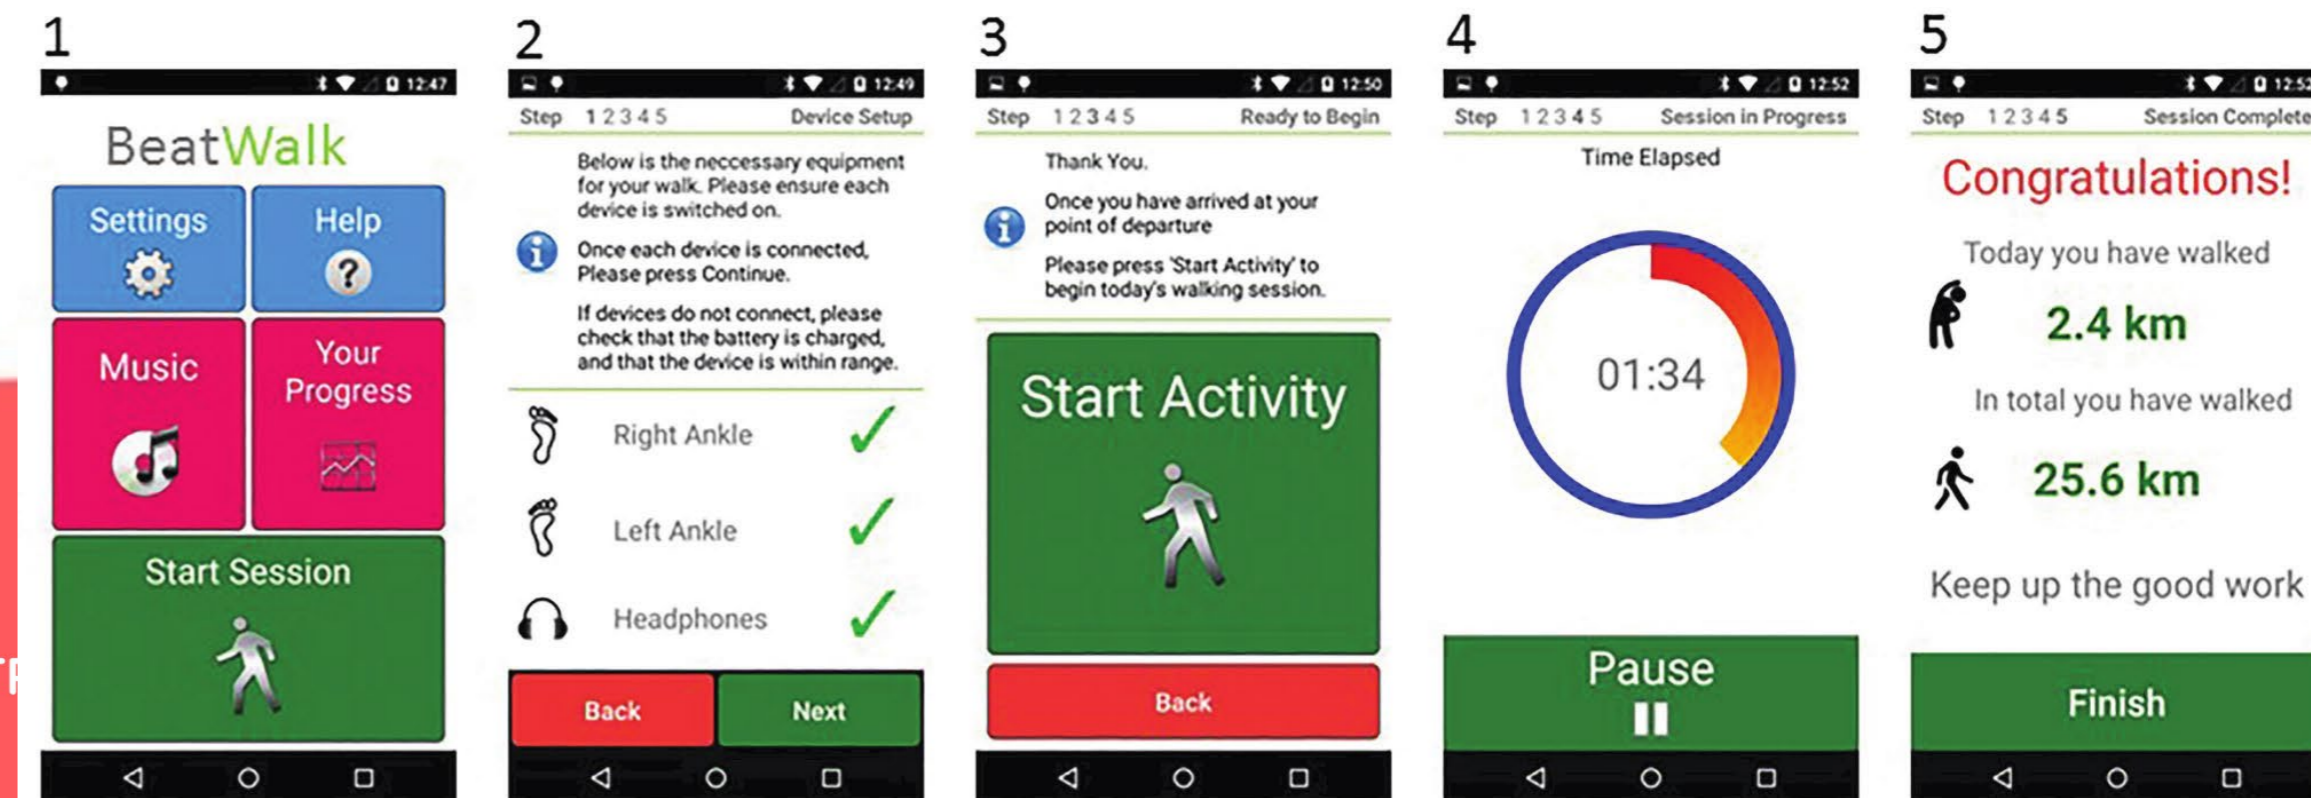 1
12:47
BeatWalk
Settings
Help
?
Music
Your
Progress
Start Session
2
12:49
Step 1 2 3 4 5 Device Setup
Below is the neccessary equipment
for your walk. Please ensure each
device is switched on.
Once each device is connected,
Please press Continue.
If devices do not connect, please
check that the battery is charged,
and that the device is within range.
Right Ankle
Left Ankle
Headphones
Back
Next
3
12:50
Step 1 2 3 4 5 Ready to Begin
Thank You.
Once you have arrived at your
point of departure
Please press 'Start Activity' to
begin today's walking session.
Start Activity
Back
4
12:52
Step 1 2 3 4 5 Session in Progress
Time Elapsed
01:34
Pause
5
12:52
Step 1 2 3 4 5 Session Complete
Congratulations!
Today you have walked
2.4 km
In total you have walked
25.6 km
Keep up the good work
Finish